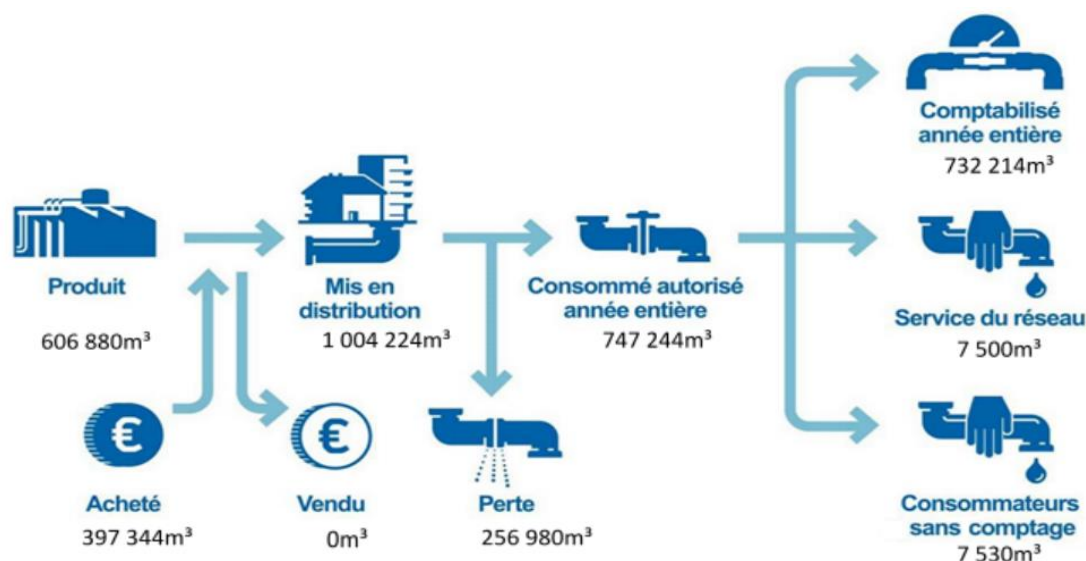 Comptabilisé
année entière
732 214m³
Produit
606 880m³
Mis en
distribution
1 004 224m³
Consommé autorisé
année entière
747 244m³
Service du réseau
7 500m³
€
Acheté
397 344m³
€
Vendu
0m³
Perte
256 980m³
Consommateurs
sans comptage
7 530m³